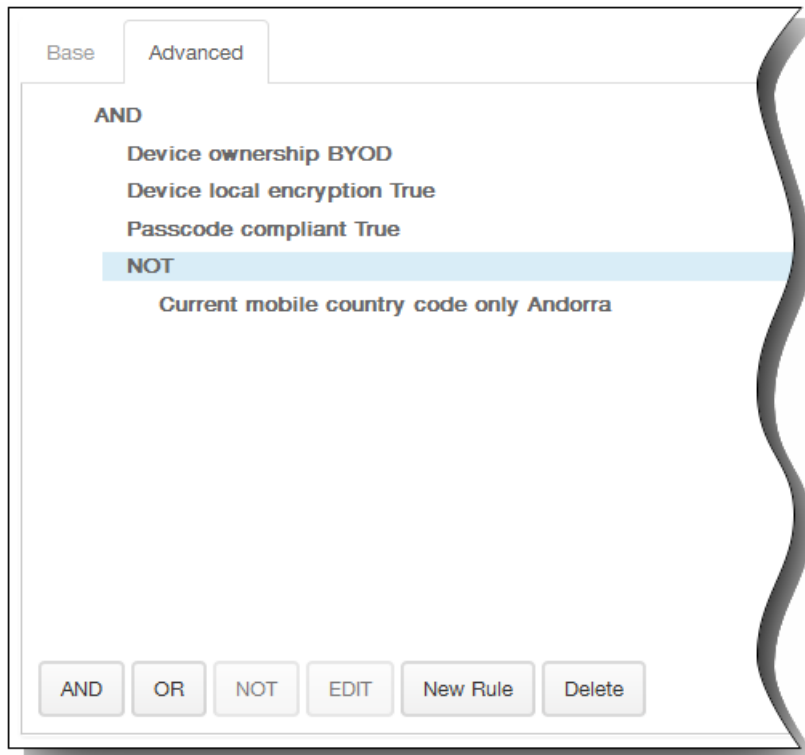 Base Advanced
AND
Device ownership BYOD
Device local encryption True
Passcode compliant True
NOT
Current mobile country code only Andorra
AND OR NOT EDIT New Rule Delete